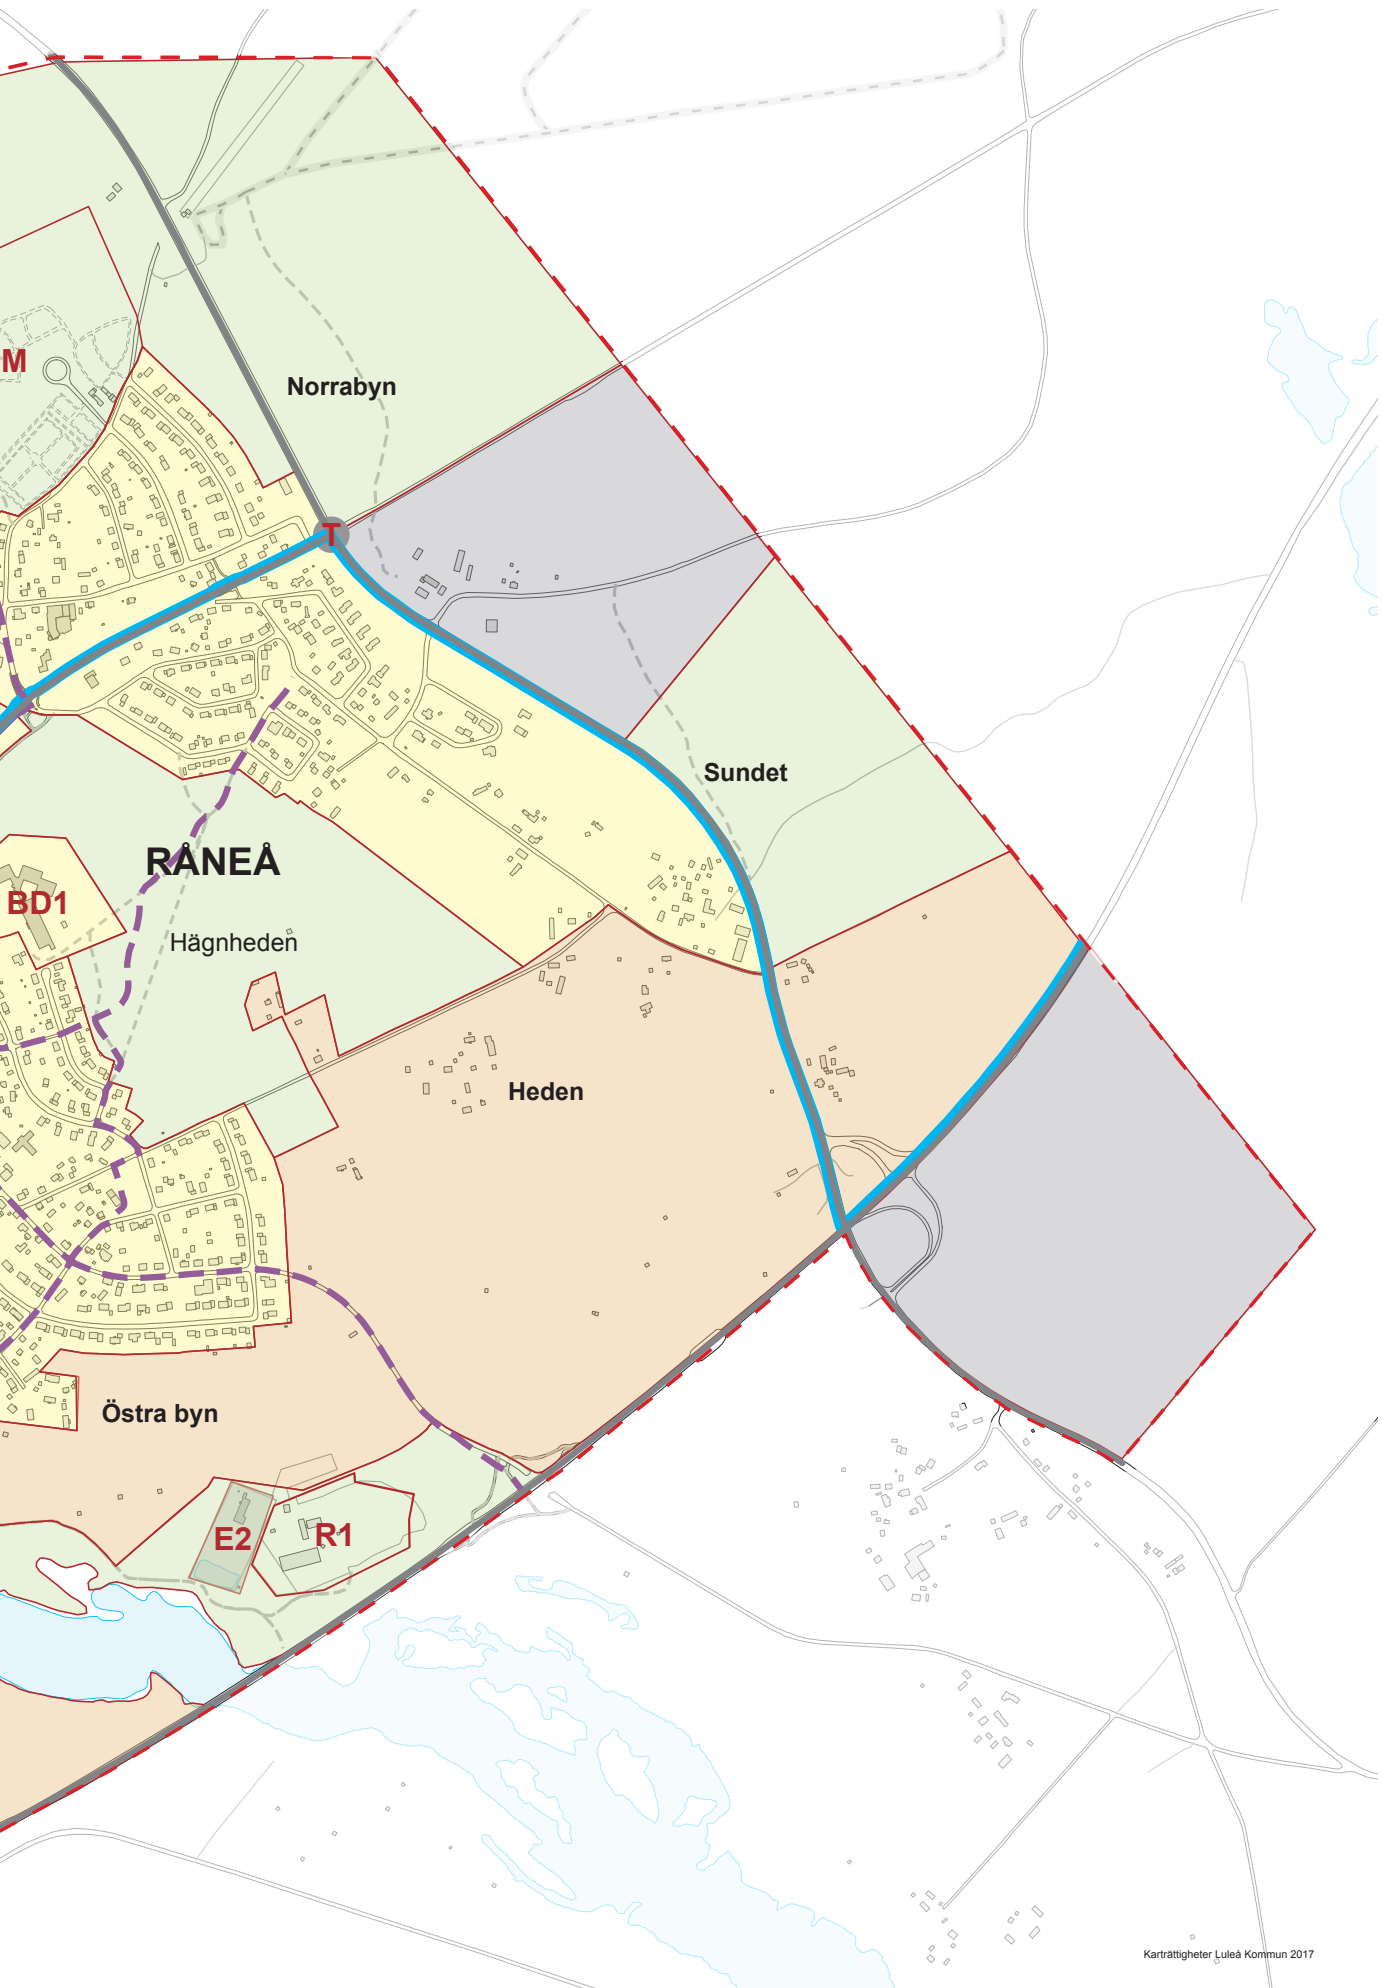 M
Norrabyn
T
Sundet
RÅNEÅ
BD1
Hägnheden
Heden
Östra byn
E2
R1
Karträttigheter Luleå Kommun 2017